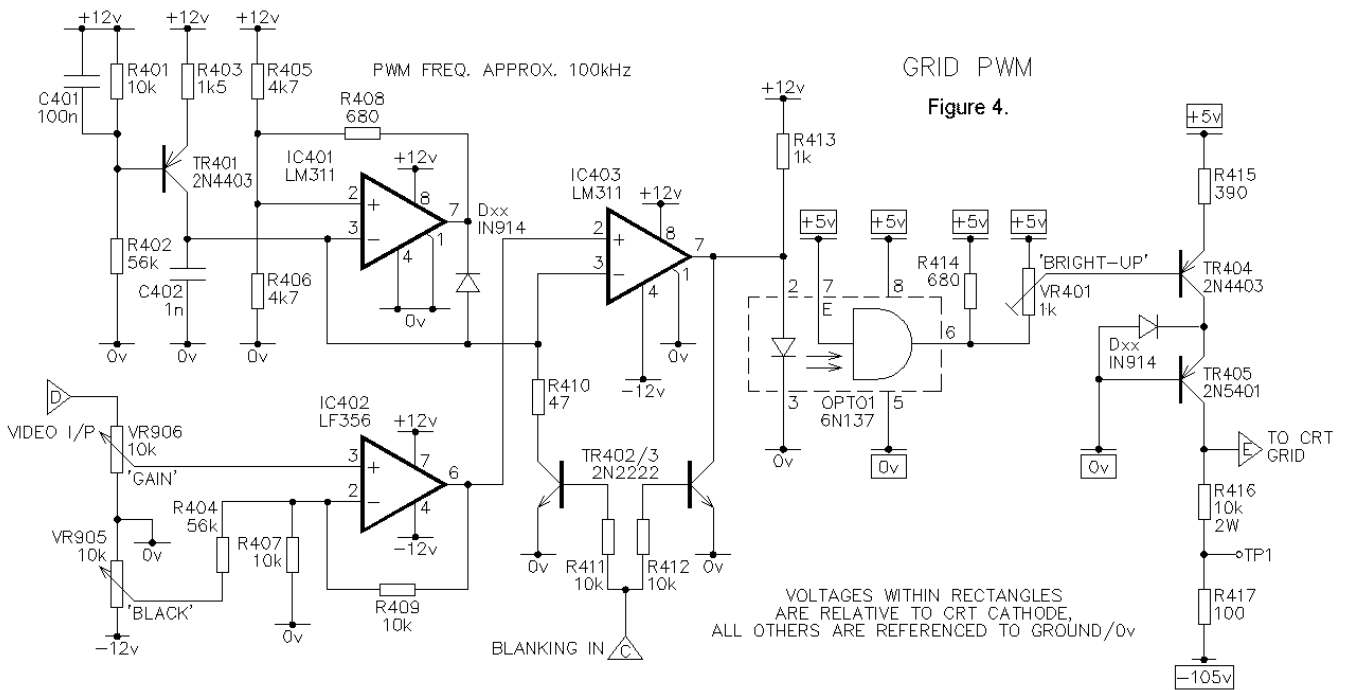 GRID PWM
Figure 4.
PWM FREQ. APPROX. 100kHz
+12v
+12v
+12v
C401
100n
R401
10k
R403
1k5
R405
4k7
R408
680
TR401
2N4403
IC401
LM311
+12v
2
+
3
−
8
7
1
4
0v
Dxx
IN914
R402
56k
C402
1n
R406
4k7
0v
0v
0v
IC403
LM311
+12v
2
+
3
−
8
7
1
4
−12v
0v
+12v
R413
1k
+5v
+5v
+5v
+5v
R414
680
2
7
E
8
6
3
5
OPTO1
6N137
0v
0v
'BRIGHT-UP'
VR401
1k
+5v
R415
390
TR404
2N4403
Dxx
IN914
TR405
2N5401
0v
E
TO CRT
GRID
R416
10k
2W
TP1
R417
100
−105v
D
VIDEO I/P
VR906
10k
'GAIN'
VR905
10k
'BLACK'
−12v
0v
R404
56k
R407
10k
0v
IC402
LF356
+12v
3
+
2
−
7
6
4
−12v
R409
10k
R410
47
TR402/3
2N2222
0v
R411
10k
R412
10k
0v
BLANKING IN
C
VOLTAGES WITHIN RECTANGLES
ARE RELATIVE TO CRT CATHODE,
ALL OTHERS ARE REFERENCED TO GROUND/0v